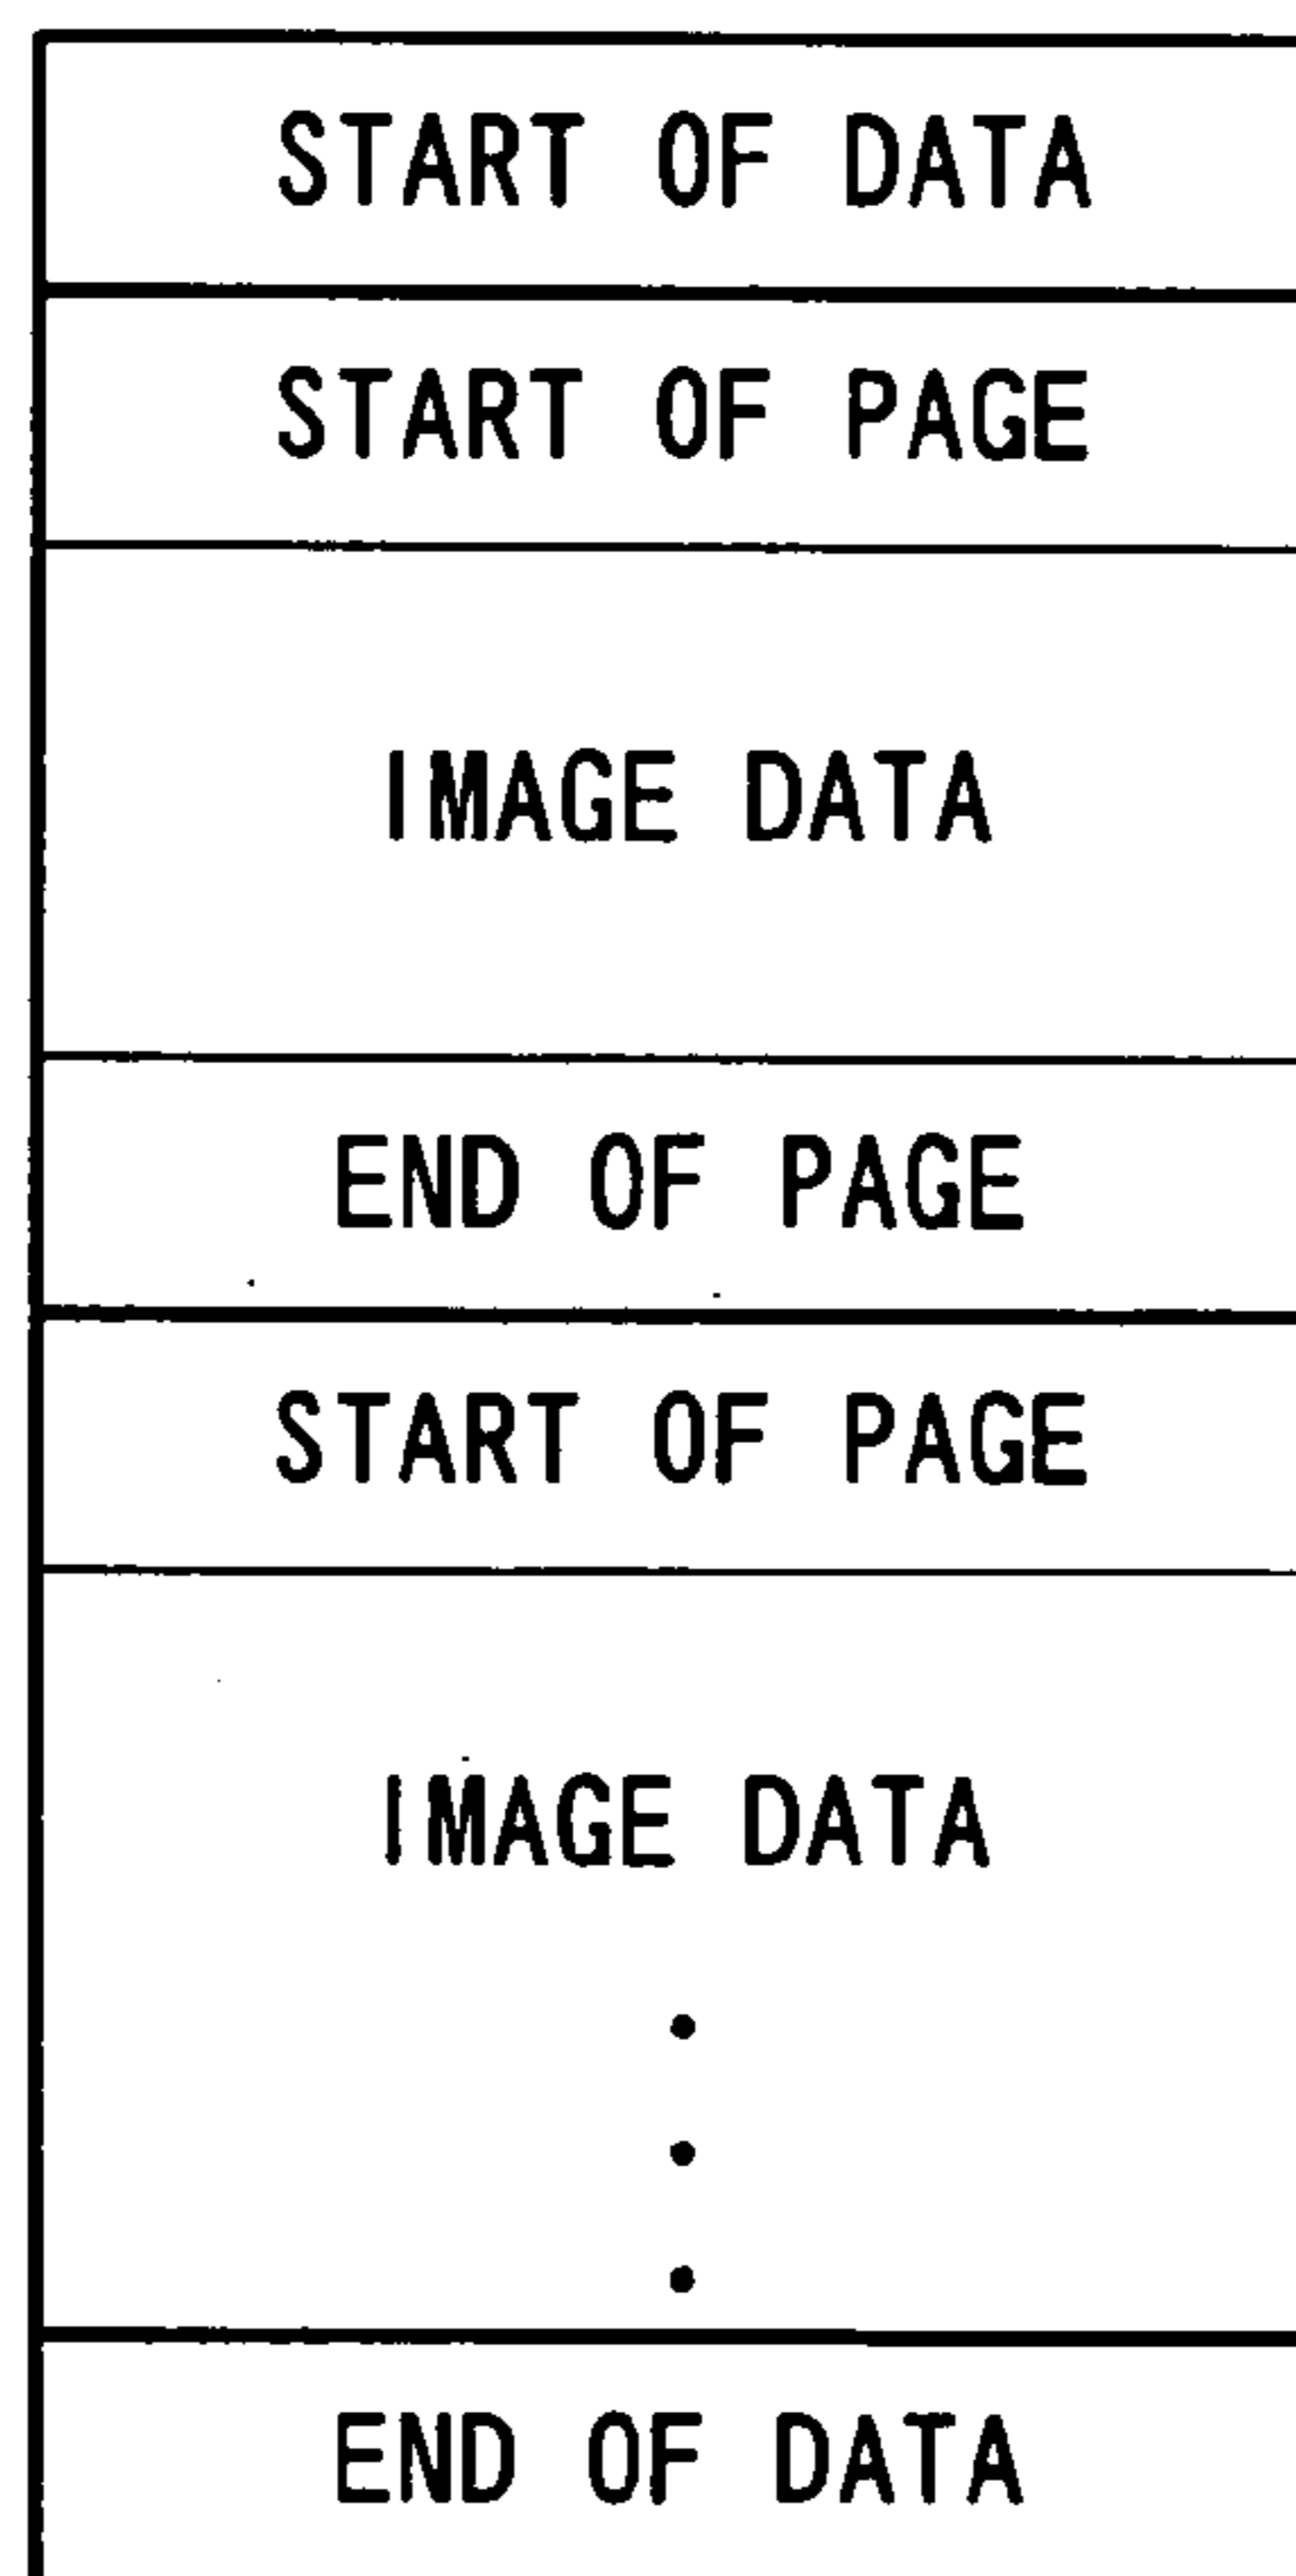 START OF DATA
START OF PAGE
IMAGE DATA
END OF PAGE
START OF PAGE
IMAGE DATA
END OF DATA